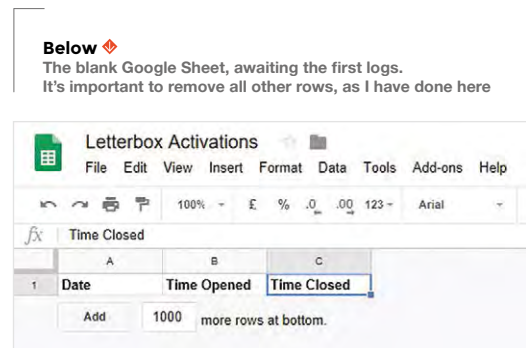 Below
The blank Google Sheet, awaiting the first logs.
It's important to remove all other rows, as I have done here
Letterbox Activations
File Edit View Insert Format Data Tools Add-ons Help
100% £ % .0 .00 123 Arial
fx Time Closed
A B C
1 Date Time Opened Time Closed
Add 1000 more rows at bottom.